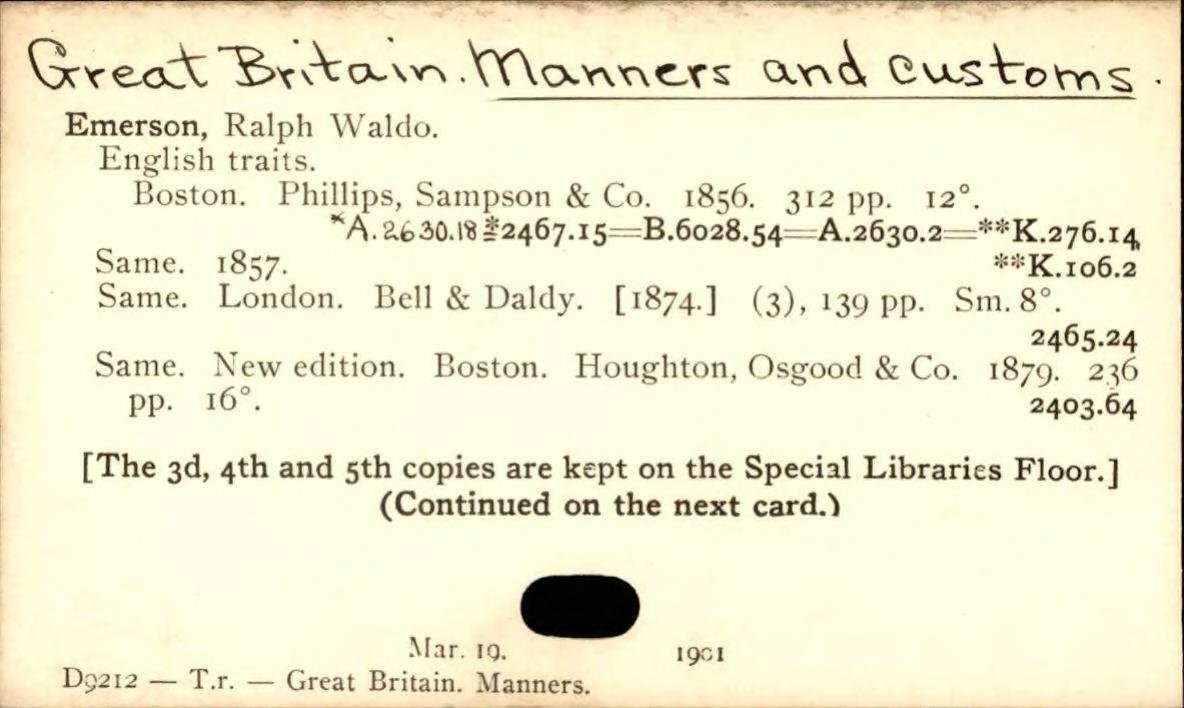 Great Britain. Manners and customs.
Emerson, Ralph Waldo.
English traits.
Boston. Phillips, Sampson & Co. 1856. 312 pp. 12°.
*A.2630.18=*2467.15=B.6028.54=A.2630.2=**K.276.14
Same. 1857. **K.106.2
Same. London. Bell & Daldy. [1874.] (3), 139 pp. Sm. 8°.
2465.24
Same. New edition. Boston. Houghton, Osgood & Co. 1879. 236
pp. 16°. 2403.64
[The 3d, 4th and 5th copies are kept on the Special Libraries Floor.]
(Continued on the next card.)
Mar. 19. 1901
D9212 — T.r. — Great Britain. Manners.